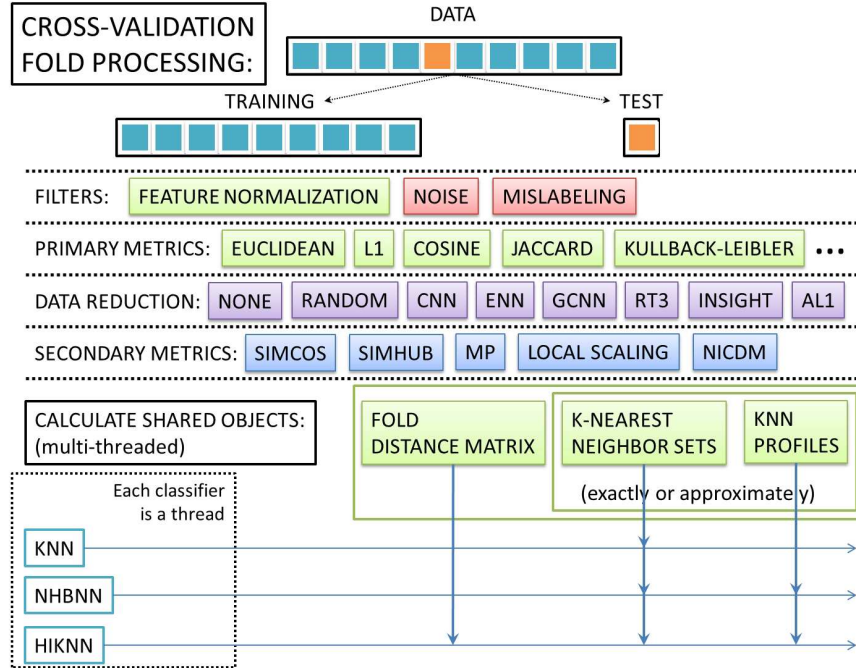 CROSS-VALIDATION
FOLD PROCESSING:
DATA
TRAINING
TEST
FILTERS: FEATURE NORMALIZATION NOISE MISLABELING
PRIMARY METRICS: EUCLIDEAN L1 COSINE JACCARD KULLBACK-LEIBLER ...
DATA REDUCTION: NONE RANDOM CNN ENN GCNN RT3 INSIGHT AL1
SECONDARY METRICS: SIMCOS SIMHUB MP LOCAL SCALING NICDM
CALCULATE SHARED OBJECTS:
(multi-threaded)
FOLD
DISTANCE MATRIX
K-NEAREST
NEIGHBOR SETS
KNN
PROFILES
(exactly or approximately)
Each classifier
is a thread
KNN
NHBNN
HIKNN